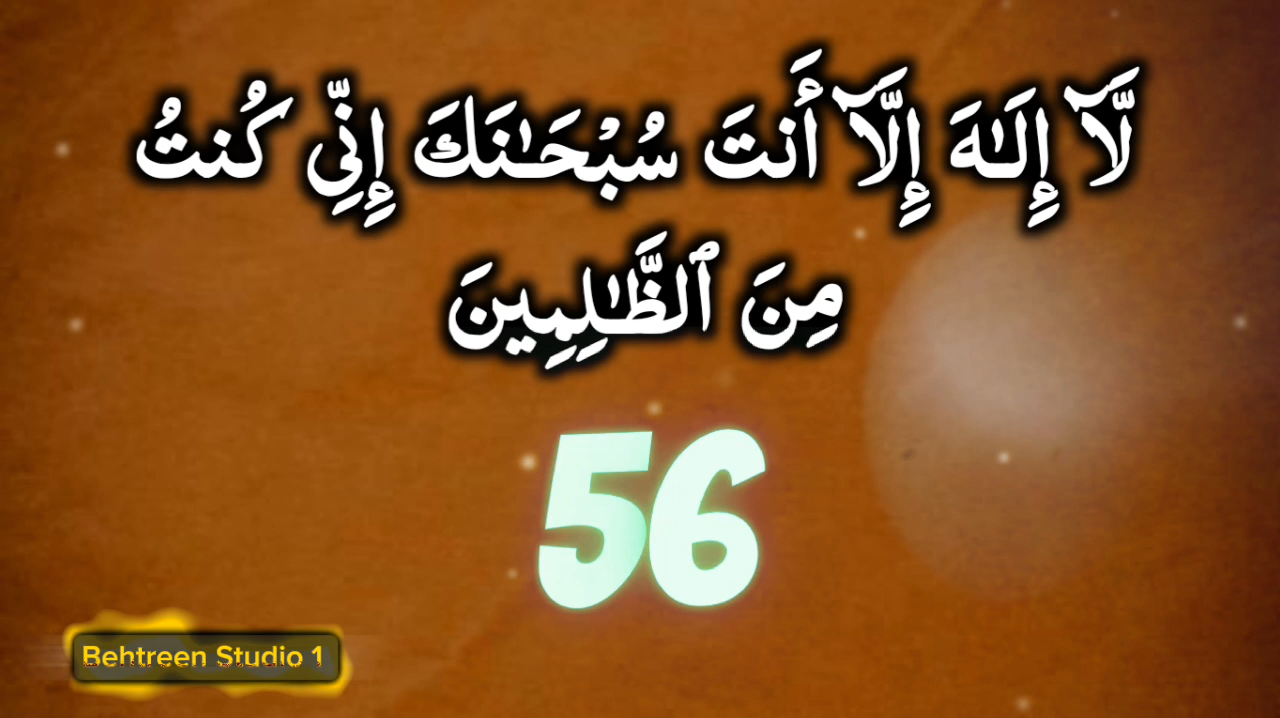 لَّآ إِلَـٰهَ إِلَّآ أَنتَ سُبْحَـٰنَكَ إِنِّى كُنتُ
مِنَ ٱلظَّـٰلِمِينَ
56
Behtreen Studio 1